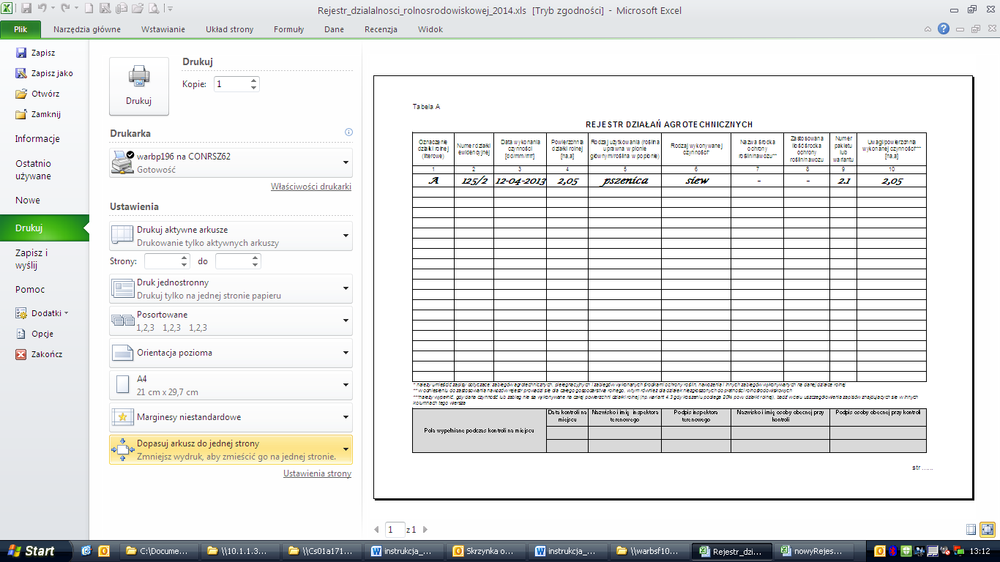 Rejestr_dzialalnosci_rolnosrodowiskowej_2014.xls [Tryb zgodności] - Microsoft Excel
Plik Narzędzia główne Wstawianie Układ strony Formuły Dane Recenzja Widok
Zapisz
Zapisz jako
Otwórz
Zamknij
Informacje
Ostatnio
używane
Nowe
Drukuj
Zapisz i
wyślij
Pomoc
Dodatki
Opcje
Zakończ
Drukuj
Drukuj
Kopie: 1
Drukarka
warbp196 na CONRSZ62
Gotowość
Właściwości drukarki
Ustawienia
Drukuj aktywne arkusze
Drukowanie tylko aktywnych arkuszy
Strony: do
Druk jednostronny
Drukuj tylko na jednej stronie papieru
Posortowane
1,2,3 1,2,3 1,2,3
Orientacja pozioma
A4
21 cm x 29,7 cm
Marginesy niestandardowe
Dopasuj arkusz do jednej strony
Zmniejsz wydruk, aby zmieścić go na jednej stronie.
Ustawienia strony
Tabela A
REJESTR DZIAŁAŃ AGROTECHNICZNYCH
Oznaczenie
działki rolnej
(literowe)
Numer działki
ewidencyjnej
Data wykonania
czynności
[dd/mm/rrrr]
Powierzchnia
działki rolnej
[ha,a]
Rodzaj użytkowania (roślina
uprawna w plonie
głównym/roślina w poplonie)
Rodzaj wykonywanej
czynności*
Nazwa środka
ochrony
roślin/nawozu**
Zastosowana
ilość środka
ochrony
roślin/nawozu
Numer
pakietu
lub
wariantu
Uwagi/powierzchnia
wykonanej czynności***
[ha,a]
1 2 3 4 5 6 7 8 9 10
A 125/2 12-04-2013 2,05 pszenica siew - - 2.1 2,05
* należy umieścić zapisy dotyczące: zabiegów agrotechnicznych, pielęgnacyjnych i zabiegów wykonanych środkami ochrony roślin, nawożenia i innych zabiegów wykonywanych na danej działce rolnej
** w odniesieniu do zastosowania nawozów rejestr prowadzi się dla całego gospodarstwa rolnego, w tym również dla działek niezgłoszonych do płatności rolnośrodowiskowych
***należy wypełnić, gdy dana czynność lub zabieg nie są wykonywane na całej powierzchni działki rolnej (np.wariant 4.3 gdy koszeniu podlega 20% pow. działki rolnej), bądź w celu uszczegółowienia zapisów znajdujących się w innych
kolumnach tego wiersza
Pola wypełniane podczas kontroli na miejscu
Data kontroli na
miejscu
Nazwisko i imię inspektora
terenowego
Podpis inspektora
terenowego
Nazwisko i imię osoby obecnej przy
kontroli
Podpis osoby obecnej przy kontroli
str ......
1 z 1
Start C:\Docume... \\10.1.1.3... \\Cs01a171... instrukcja_... Skrzynka o... instrukcja_... \\warbsf10... Rejestr_dzi... nowyRejes... 13:12